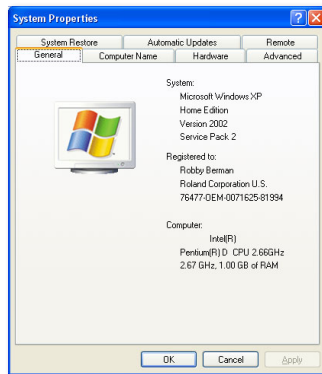 System Properties
System Restore
Automatic Updates
Remote
General
Computer Name
Hardware
Advanced
System:
Microsoft Windows XP
Home Edition
Version 2002
Service Pack 2
Registered to:
Robby Berman
Roland Corporation U.S.
76477-OEM-0071625-81994
Computer:
Intel(R)
Pentium(R) D CPU 2.66GHz
2.67 GHz, 1.00 GB of RAM
OK
Cancel
Apply